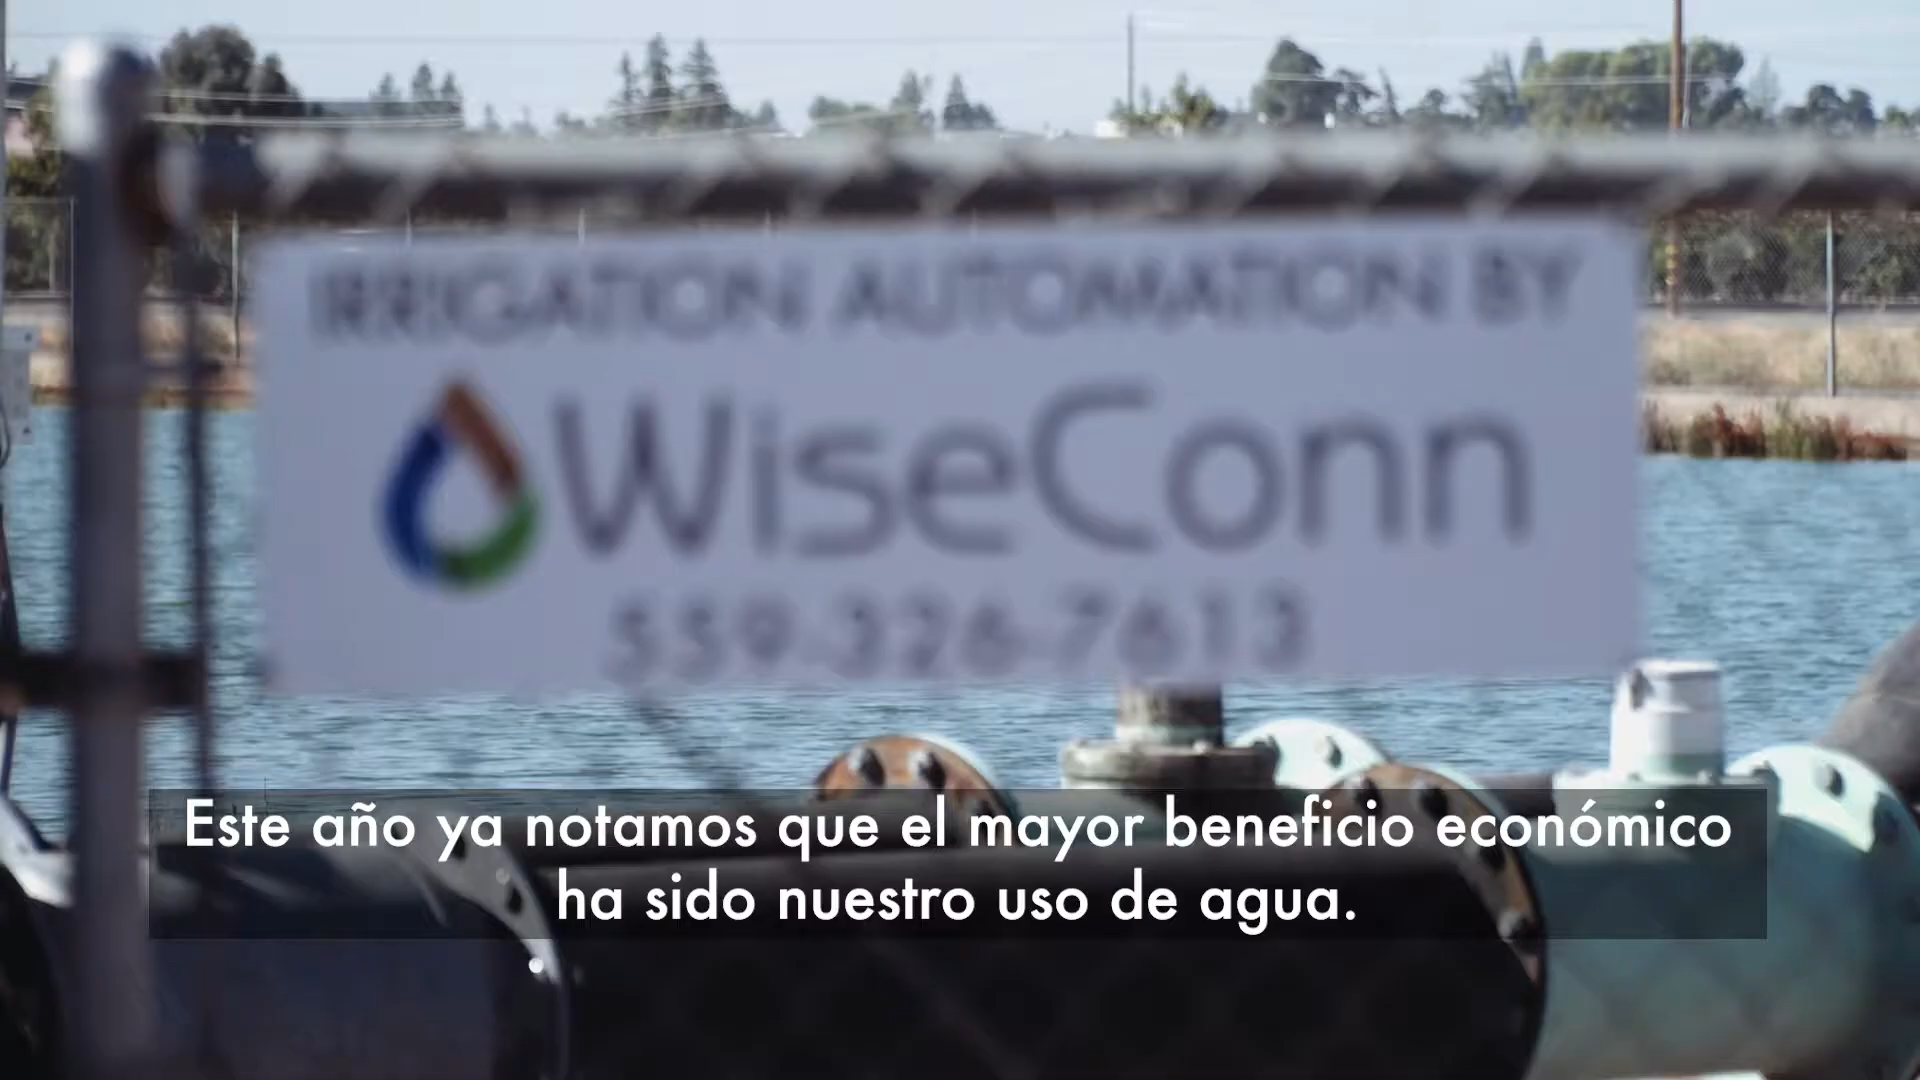 IRRIGATION AUTOMATION BY
WiseConn
559-326-7613
Este año ya notamos que el mayor beneficio económico
ha sido nuestro uso de agua.